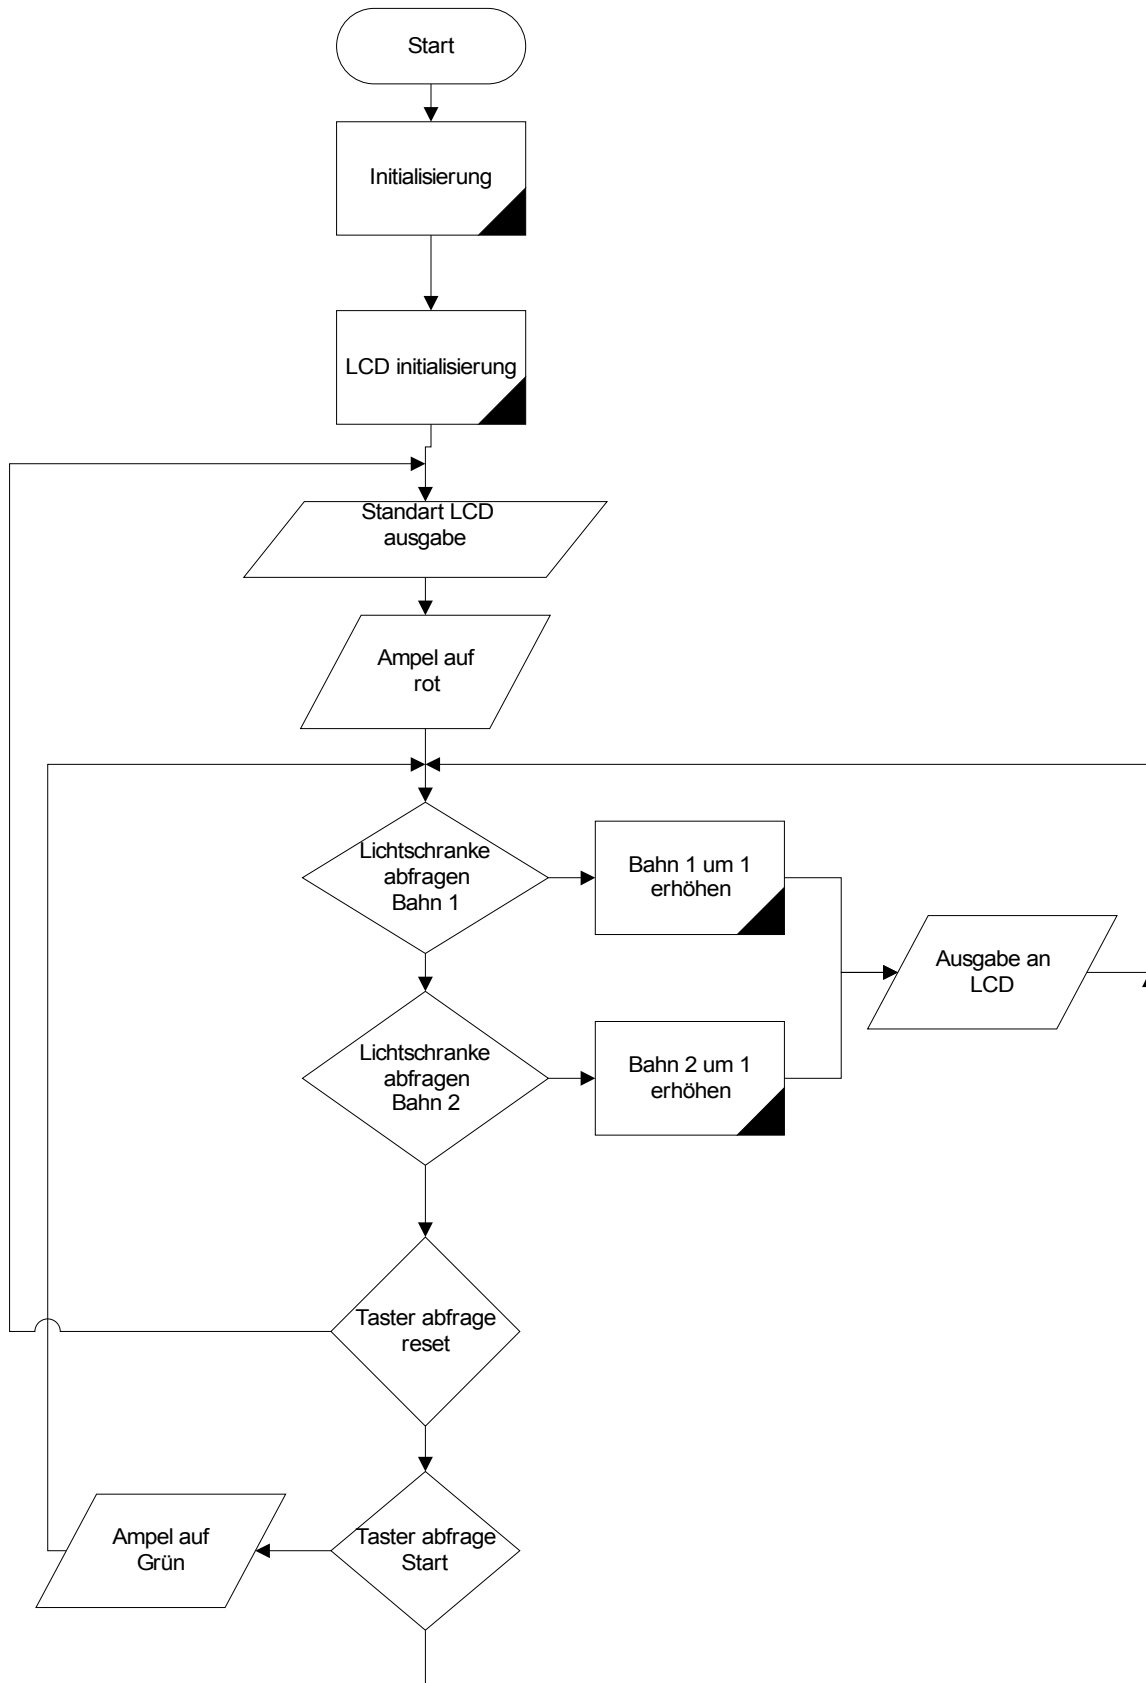 Start
Initialisierung
LCD initialisierung
Standart LCD
ausgabe
Ampel auf
rot
Lichtschranke
abfragen
Bahn 1
Bahn 1 um 1
erhöhen
Ausgabe an
LCD
Lichtschranke
abfragen
Bahn 2
Bahn 2 um 1
erhöhen
Taster abfrage
reset
Taster abfrage
Start
Ampel auf
Grün